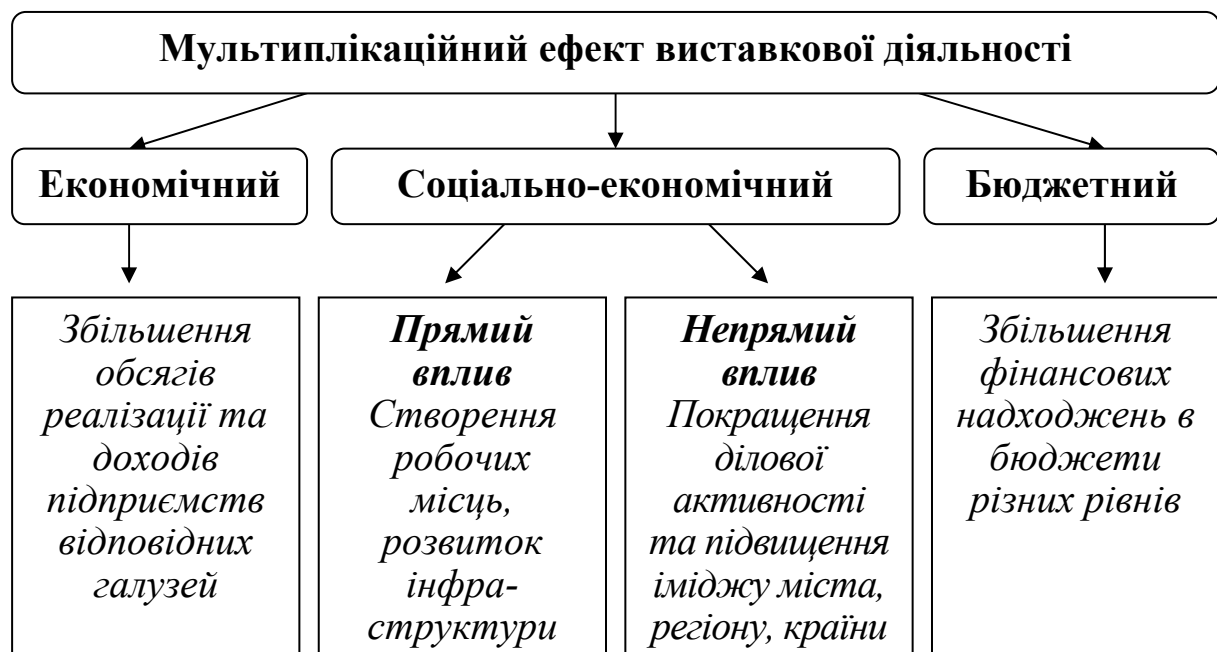 Мультиплікаційний ефект виставкової діяльності
Економічний
Соціально-економічний
Бюджетний
Збільшення
обсягів
реалізації та
доходів
підприємств
відповідних
галузей
Прямий
вплив
Створення
робочих
місць,
розвиток
інфра-
структури
Непрямий
вплив
Покращення
ділової
активності
та підвищення
іміджу міста,
регіону, країни
Збільшення
фінансових
надходжень в
бюджети
різних рівнів